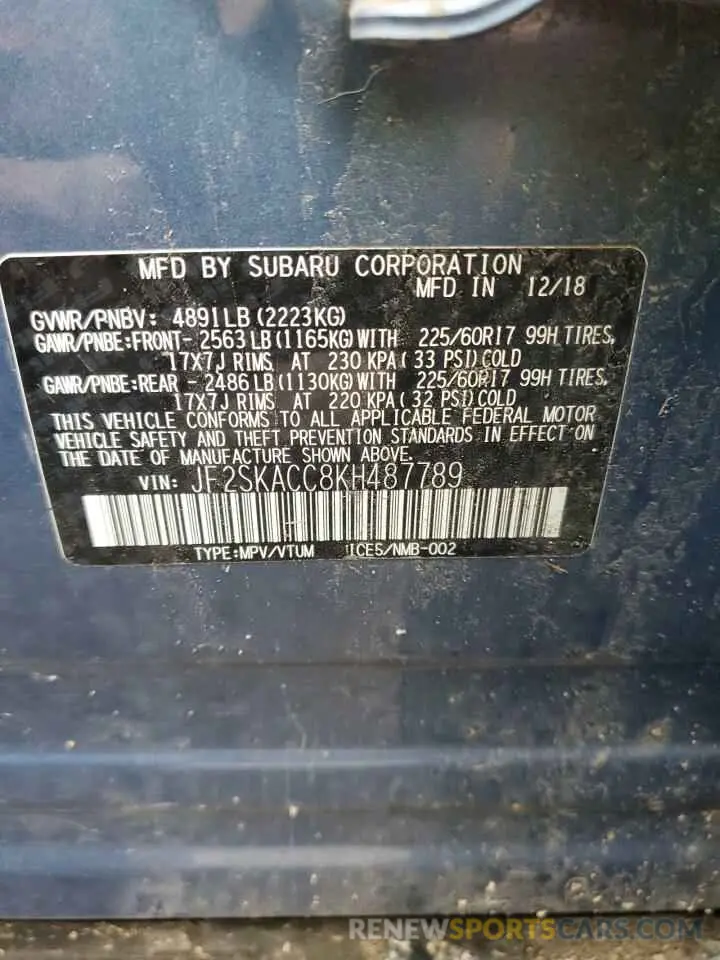 MFD BY SUBARU CORPORATION
MFD IN 12/18
GVWR/PNBV: 4891LB (2223KG)
GAWR/PNBE:FRONT- 2563LB (1165KG) WITH 225/60R17 99H TIRES,
17X7J RIMS AT 230 KPA ( 33 PSI) COLD
GAWR/PNBE:REAR - 2486LB (1130KG) WITH 225/60R17 99H TIRES,
17X7J RIMS AT 220 KPA ( 32 PSI) COLD
THIS VEHICLE CONFORMS TO ALL APPLICABLE FEDERAL MOTOR
VEHICLE SAFETY AND THEFT PREVENTION STANDARDS IN EFFECT ON
THE DATE OF MANUFACTURE SHOWN ABOVE.
VIN: JF2SKACC8KH487789
TYPE:MPV/VTUM ICES/NMB-002
RENEWSPORTSCARS.COM